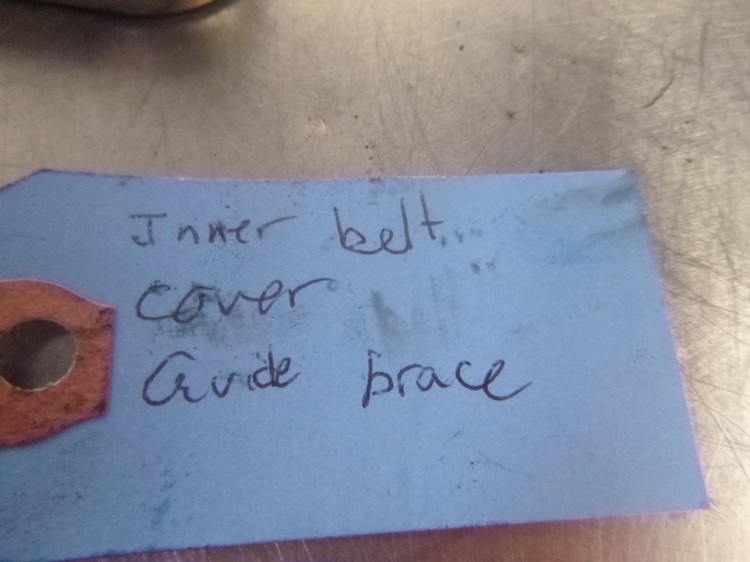 Inner belt
cover
Guide brace